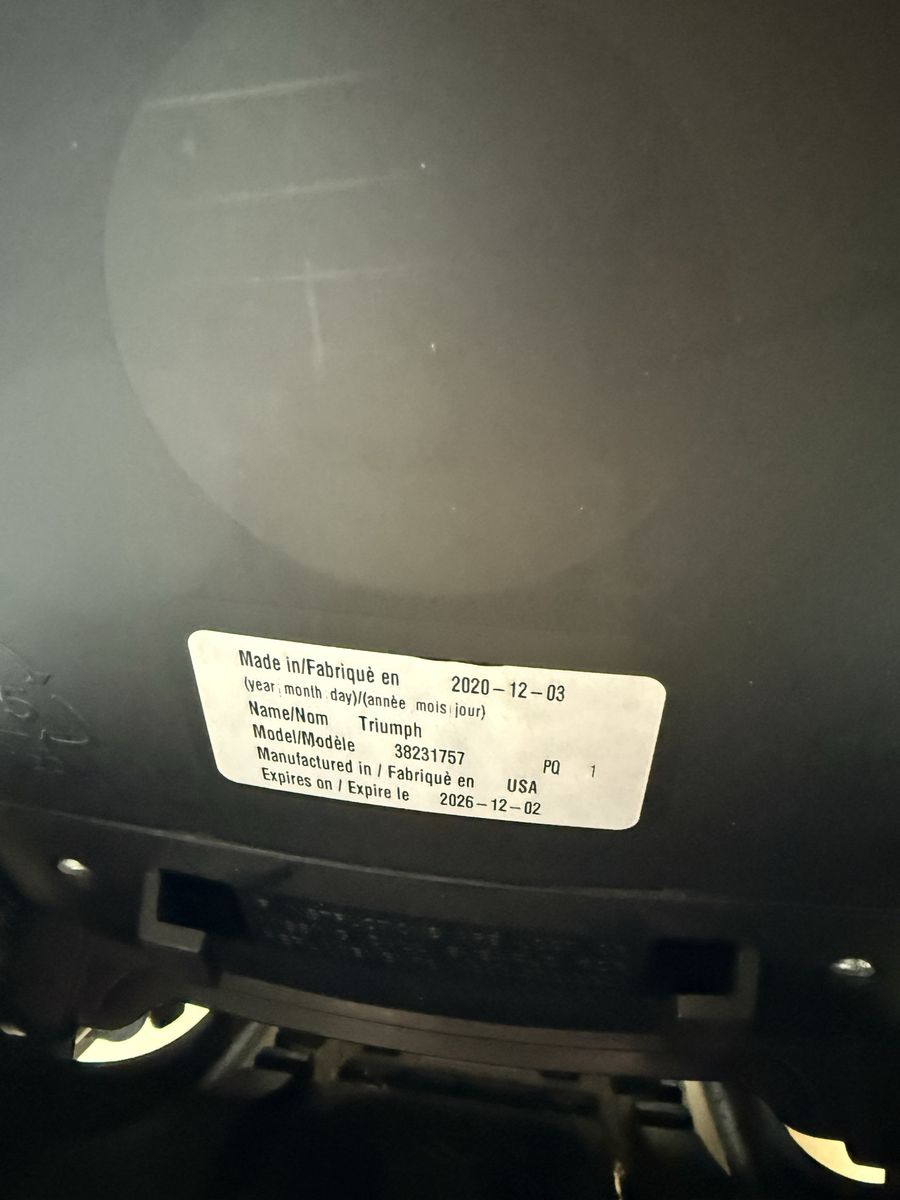 Made in/Fabriquè en 2020-12-03
(year month day)/(annèe mois jour)
Name/Nom Triumph
Model/Modèle 38231757 PQ 1
Manufactured in / Fabriquè en USA
Expires on / Expire le 2026-12-02